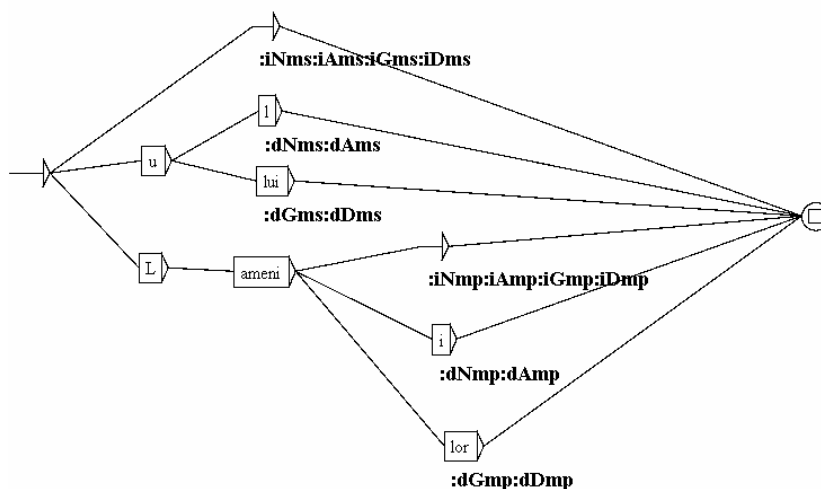 :iNms:iAms:iGms:iDms
l
:dNms:dAms
u
lui
:dGms:dDms
L
ameni
:iNmp:iAmp:iGmp:iDmp
i
:dNmp:dAmp
lor
:dGmp:dDmp